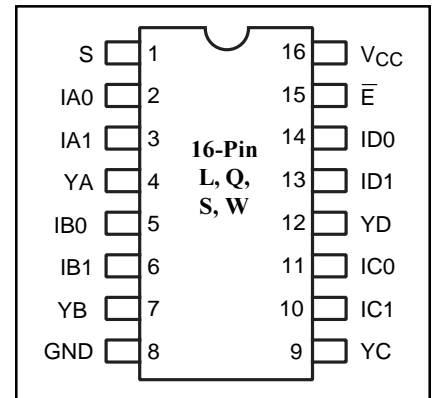 S 1 16 VCC
IA0 2 15 E̅
IA1 3 14 ID0
16-Pin
YA 4 L, Q, 13 ID1
S, W
IB0 5 12 YD
IB1 6 11 IC0
YB 7 10 IC1
GND 8 9 YC